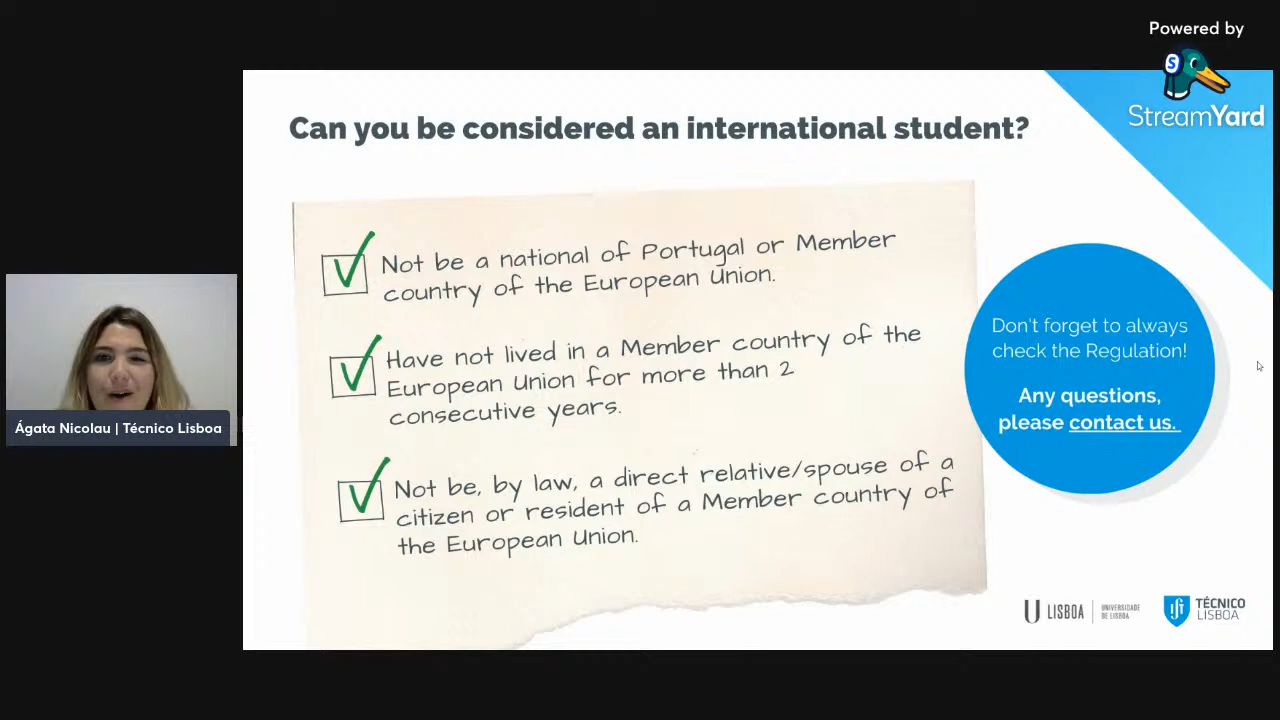 Powered by
StreamYard
Can you be considered an international student?
Not be a national of Portugal or Member
country of the European Union.
Have not lived in a Member country of the
European Union for more than 2
consecutive years.
Not be, by law, a direct relative/spouse of a
citizen or resident of a Member country of
the European Union.
Don't forget to always
check the Regulation!
Any questions,
please contact us.
Ágata Nicolau | Técnico Lisboa
U LISBOA | UNIVERSIDADE
DE LISBOA
TÉCNICO
LISBOA